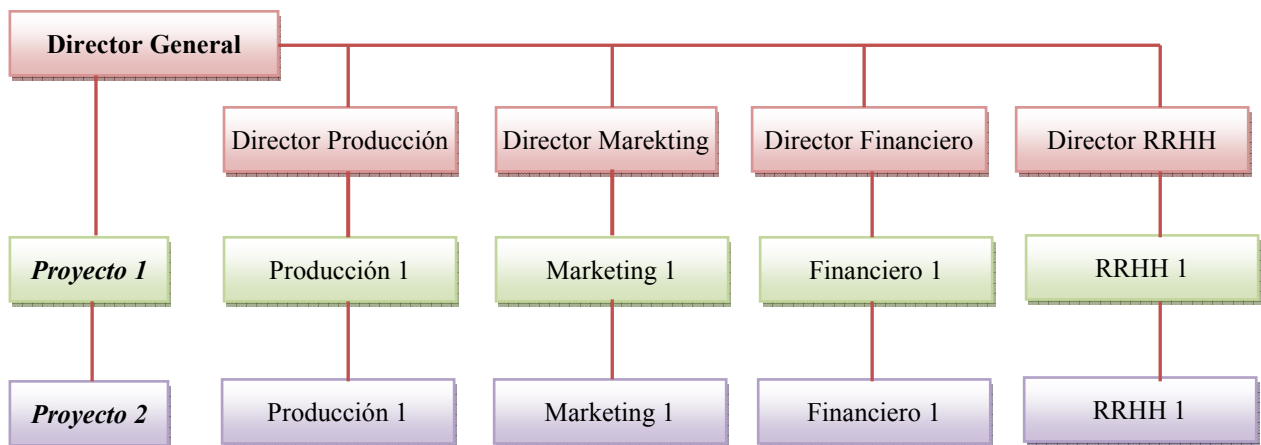 Director General
Director Producción
Director Marekting
Director Financiero
Director RRHH
Proyecto 1
Producción 1
Marketing 1
Financiero 1
RRHH 1
Proyecto 2
Producción 1
Marketing 1
Financiero 1
RRHH 1